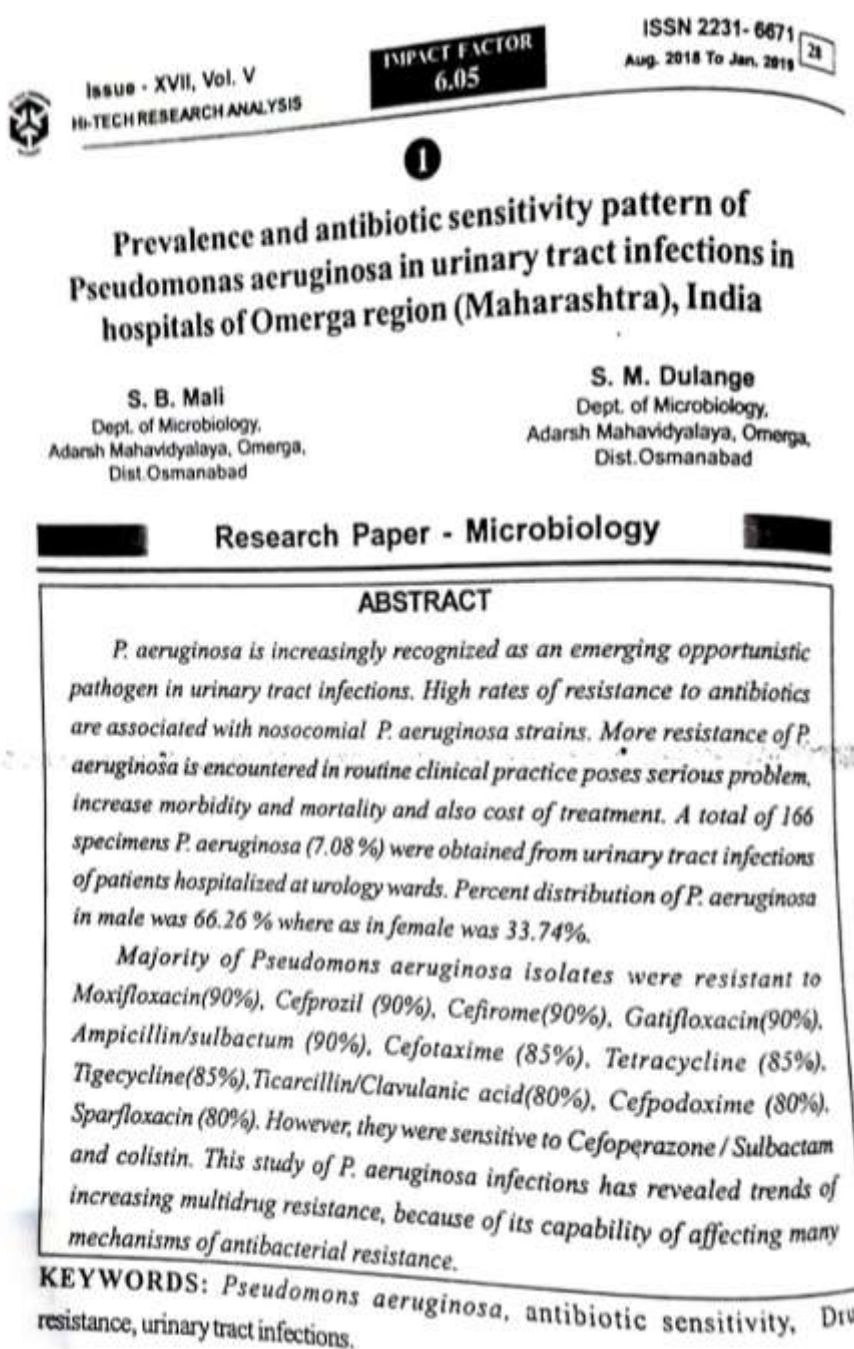 Issue - XVII, Vol. V
HI-TECH RESEARCH ANALYSIS
IMPACT FACTOR
6.05
ISSN 2231- 6671
Aug. 2018 To Jan. 2019
28
1
Prevalence and antibiotic sensitivity pattern of
Pseudomonas aeruginosa in urinary tract infections in
hospitals of Omerga region (Maharashtra), India
S. B. Mali
Dept. of Microbiology,
Adarsh Mahavidyalaya, Omerga,
Dist.Osmanabad
S. M. Dulange
Dept. of Microbiology,
Adarsh Mahavidyalaya, Omerga,
Dist.Osmanabad
Research Paper - Microbiology
ABSTRACT
P. aeruginosa is increasingly recognized as an emerging opportunistic
pathogen in urinary tract infections. High rates of resistance to antibiotics
are associated with nosocomial P. aeruginosa strains. More resistance of P.
aeruginosa is encountered in routine clinical practice poses serious problem,
increase morbidity and mortality and also cost of treatment. A total of 166
specimens P. aeruginosa (7.08 %) were obtained from urinary tract infections
of patients hospitalized at urology wards. Percent distribution of P. aeruginosa
in male was 66.26 % where as in female was 33.74%.
Majority of Pseudomons aeruginosa isolates were resistant to
Moxifloxacin(90%), Cefprozil (90%), Cefirome(90%), Gatifloxacin(90%),
Ampicillin/sulbactum (90%), Cefotaxime (85%), Tetracycline (85%),
Tigecycline(85%),Ticarcillin/Clavulanic acid(80%), Cefpodoxime (80%),
Sparfloxacin (80%). However, they were sensitive to Cefoperazone / Sulbactam
and colistin. This study of P. aeruginosa infections has revealed trends of
increasing multidrug resistance, because of its capability of affecting many
mechanisms of antibacterial resistance.
KEYWORDS: Pseudomons aeruginosa, antibiotic sensitivity, Dru
resistance, urinary tract infections.